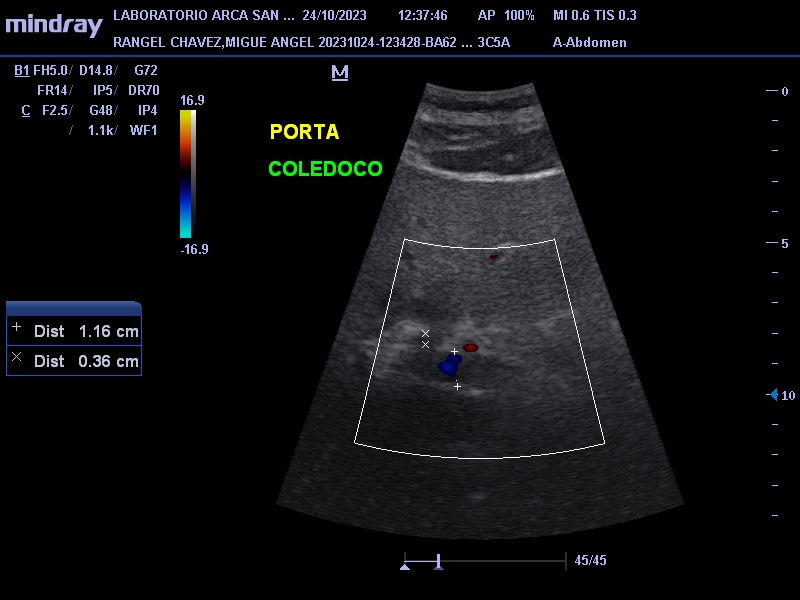 mindray LABORATORIO ARCA SAN ... 24/10/2023 12:37:46 AP 100% MI 0.6 TIS 0.3
RANGEL CHAVEZ,MIGUE ANGEL 20231024-123428-BA62 ... 3C5A A-Abdomen
B1 FH5.0/ D14.8/ G72
FR14/ IP5/ DR70
C F2.5/ G48/ IP4
/ 1.1k/ WF1
M
16.9
-16.9
PORTA
COLEDOCO
0
5
10
+ Dist 1.16 cm
× Dist 0.36 cm
45/45